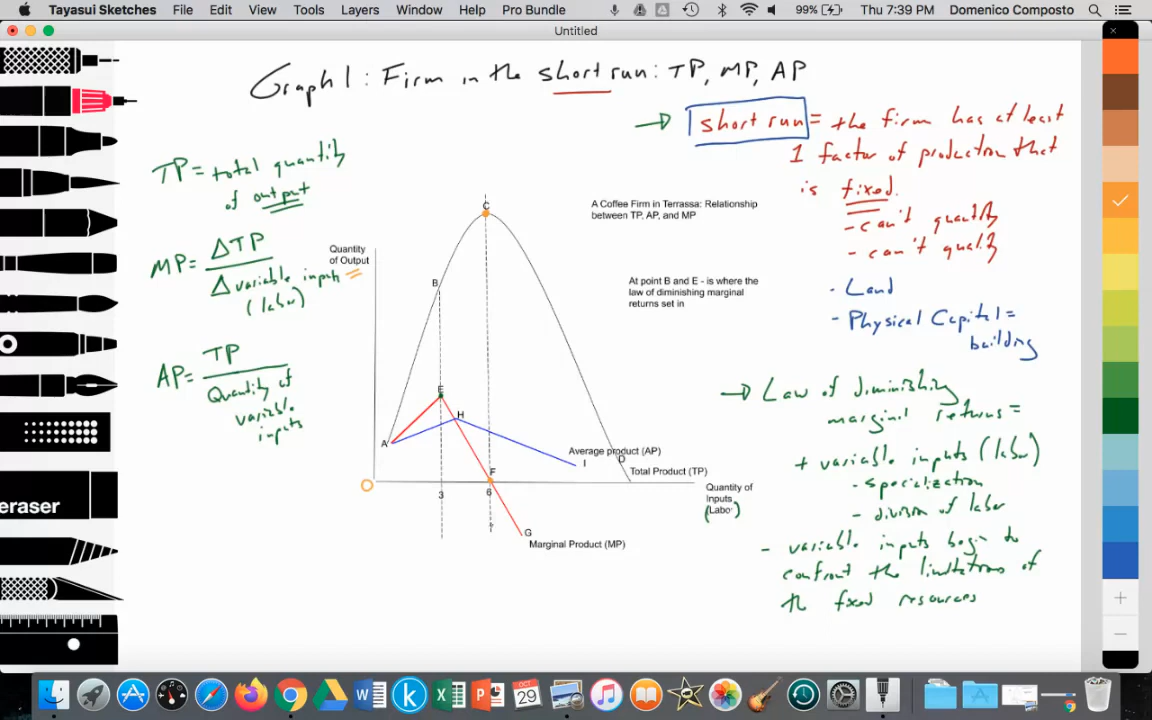 Tayasui Sketches File Edit View Tools Layers Window Help Pro Bundle 99% Thu 7:39 PM Domenico Composto
Untitled
Graph 1: Firm in the short run: TP, MP, AP
TP = total quantity
of output
MP = ΔTP
Δ variable inputs =
(labor)
AP = TP
Quantity of
variable
inputs
Quantity
of Output
C
B
E
H
A
F
I
D
O
3
6
G
Average product (AP)
Total Product (TP)
Quantity of
Inputs
(Labor)
Marginal Product (MP)
A Coffee Firm in Terrassa: Relationship
between TP, AP, and MP
At point B and E - is where the
law of diminishing marginal
returns set in
→ short run = the firm has at least
1 factor of production that
is fixed.
- can't quantity
- can't quality
- Land
- Physical Capital =
building
→ Law of diminishing
marginal returns =
+ variable inputs (labor)
- specialization
- division of labor
- variable inputs begin to
confront the limitations of
the fixed resources
eraser
W
k
X
P
OCT
29